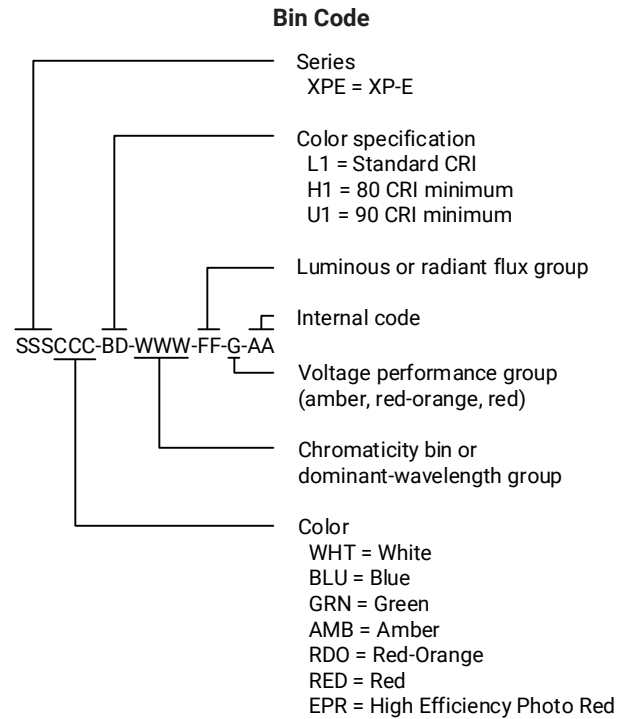 Bin Code
Series
XPE = XP-E
Color specification
L1 = Standard CRI
H1 = 80 CRI minimum
U1 = 90 CRI minimum
Luminous or radiant flux group
Internal code
SSSCCC-BD-WWW-FF-G-AA
Voltage performance group
(amber, red-orange, red)
Chromaticity bin or
dominant-wavelength group
Color
WHT = White
BLU = Blue
GRN = Green
AMB = Amber
RDO = Red-Orange
RED = Red
EPR = High Efficiency Photo Red